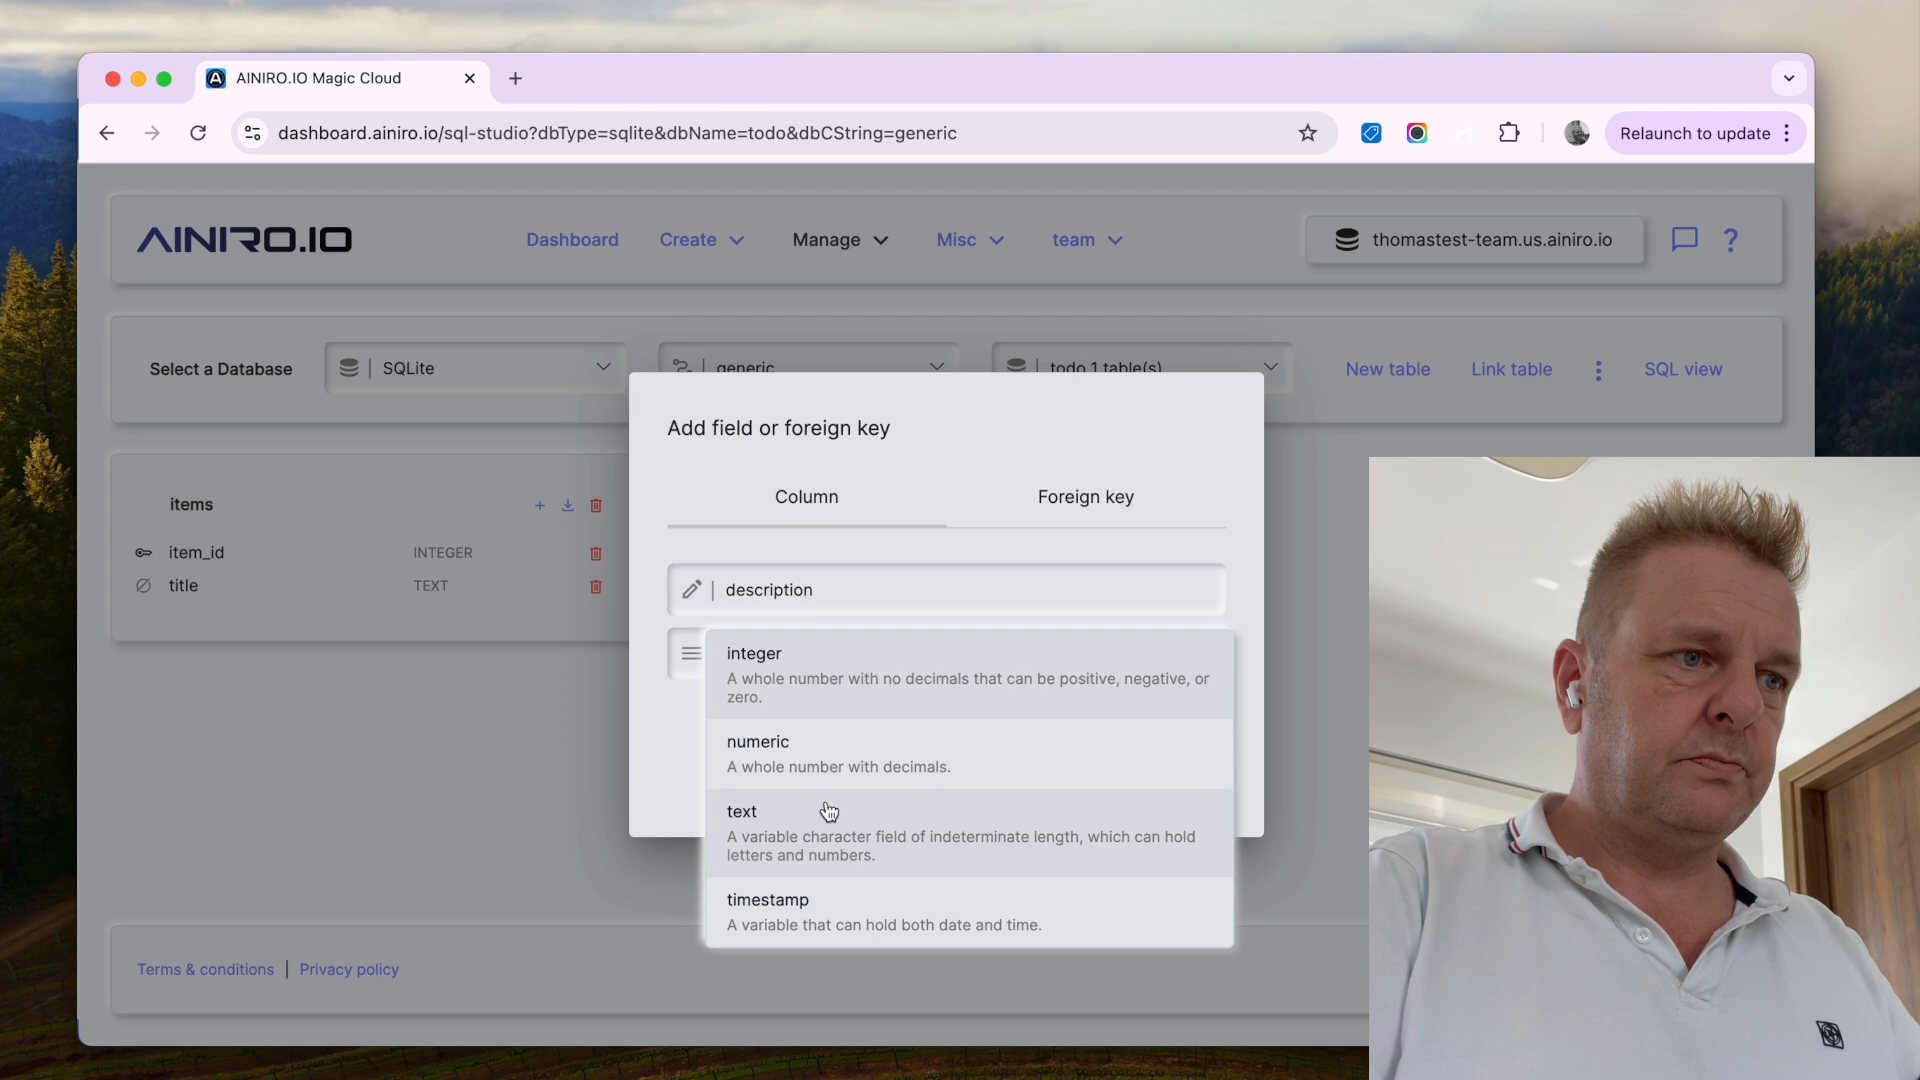 AINIRO.IO Magic Cloud
dashboard.ainiro.io/sql-studio?dbType=sqlite&dbName=todo&dbCString=generic
Relaunch to update
AINIRO.IO
Dashboard
Create
Manage
Misc
team
thomastest-team.us.ainiro.io
?
Select a Database
SQLite
generic
todo 1 table(s)
New table
Link table
SQL view
Add field or foreign key
Column
Foreign key
items
item_id
INTEGER
title
TEXT
description
integer
A whole number with no decimals that can be positive, negative, or
zero.
numeric
A whole number with decimals.
text
A variable character field of indeterminate length, which can hold
letters and numbers.
timestamp
A variable that can hold both date and time.
Terms & conditions | Privacy policy